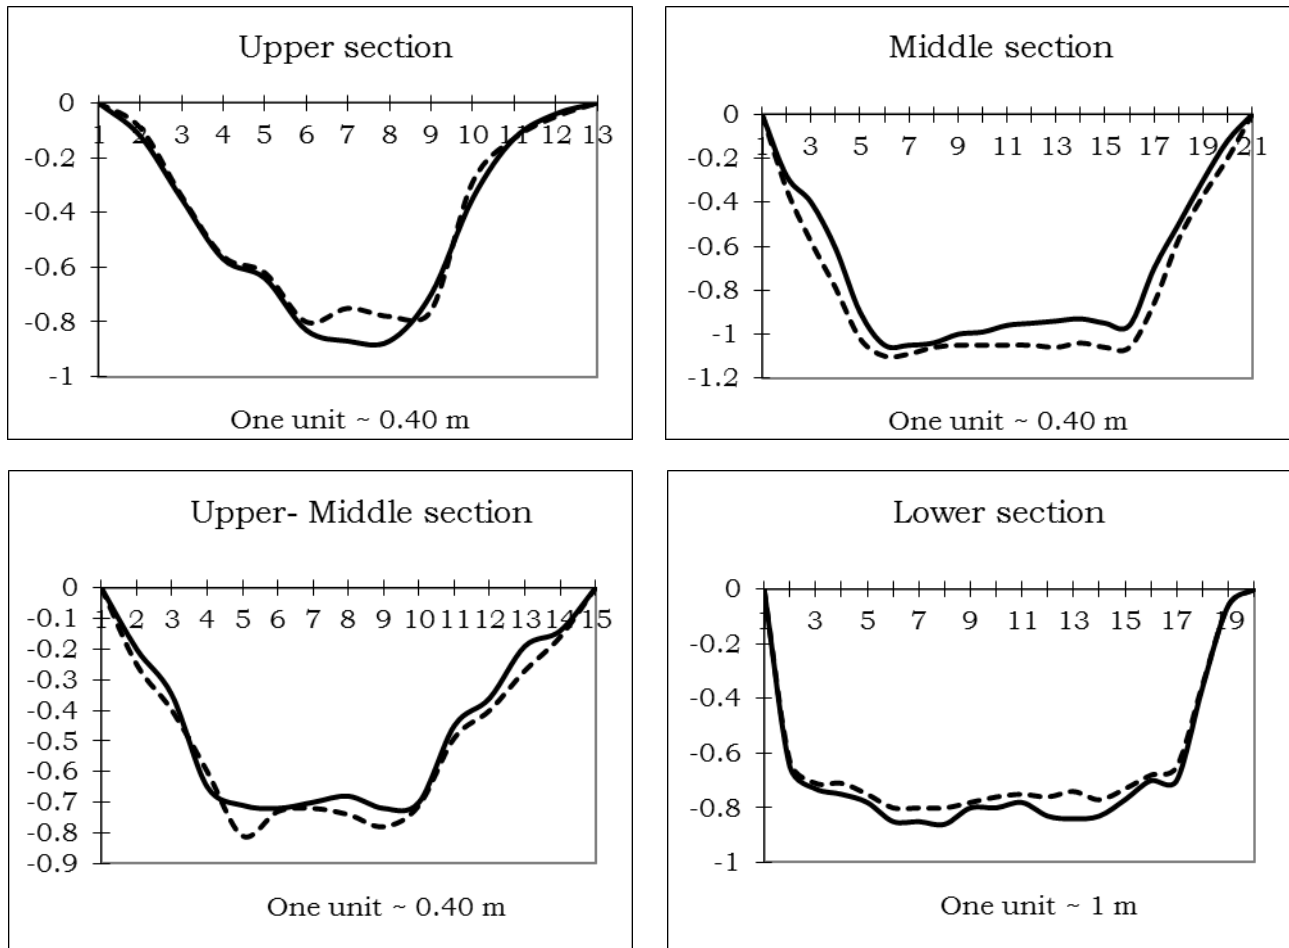 Upper section
0
-0.2
-0.4
-0.6
-0.8
-1
1 2 3 4 5 6 7 8 9 10 11 12 13
One unit ~ 0.40 m
Middle section
0
-0.2
-0.4
-0.6
-0.8
-1
-1.2
1 3 5 7 9 11 13 15 17 19 21
One unit ~ 0.40 m
Upper- Middle section
0
-0.1
-0.2
-0.3
-0.4
-0.5
-0.6
-0.7
-0.8
-0.9
1 2 3 4 5 6 7 8 9 10 11 12 13 14 15
One unit ~ 0.40 m
Lower section
0
-0.2
-0.4
-0.6
-0.8
-1
1 3 5 7 9 11 13 15 17 19
One unit ~ 1 m